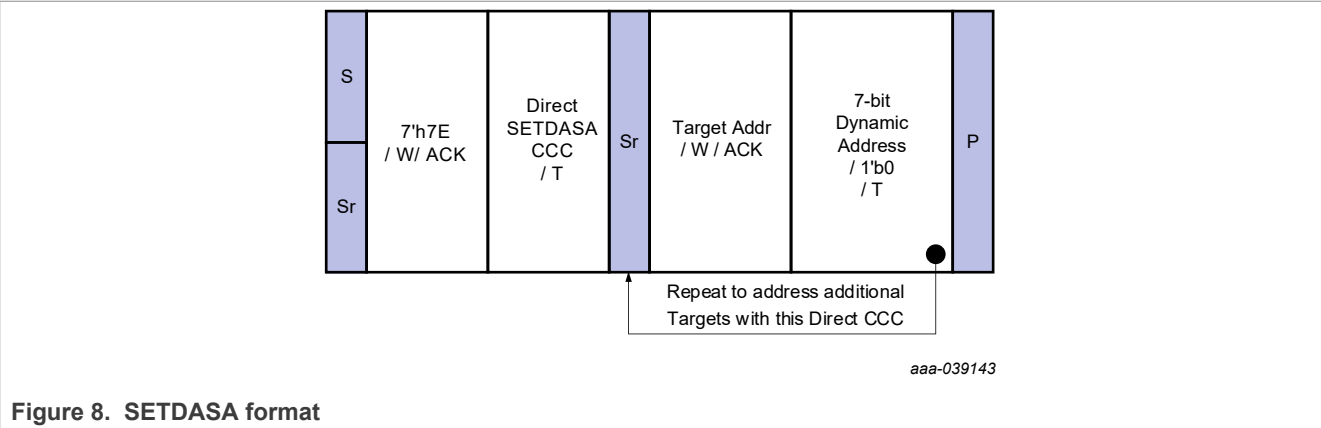 S
Sr
7'h7E
/ W/ ACK
Direct
SETDASA
CCC
/ T
Sr
Target Addr
/ W / ACK
7-bit
Dynamic
Address
/ 1'b0
/ T
P
Repeat to address additional
Targets with this Direct CCC
aaa-039143
Figure 8. SETDASA format